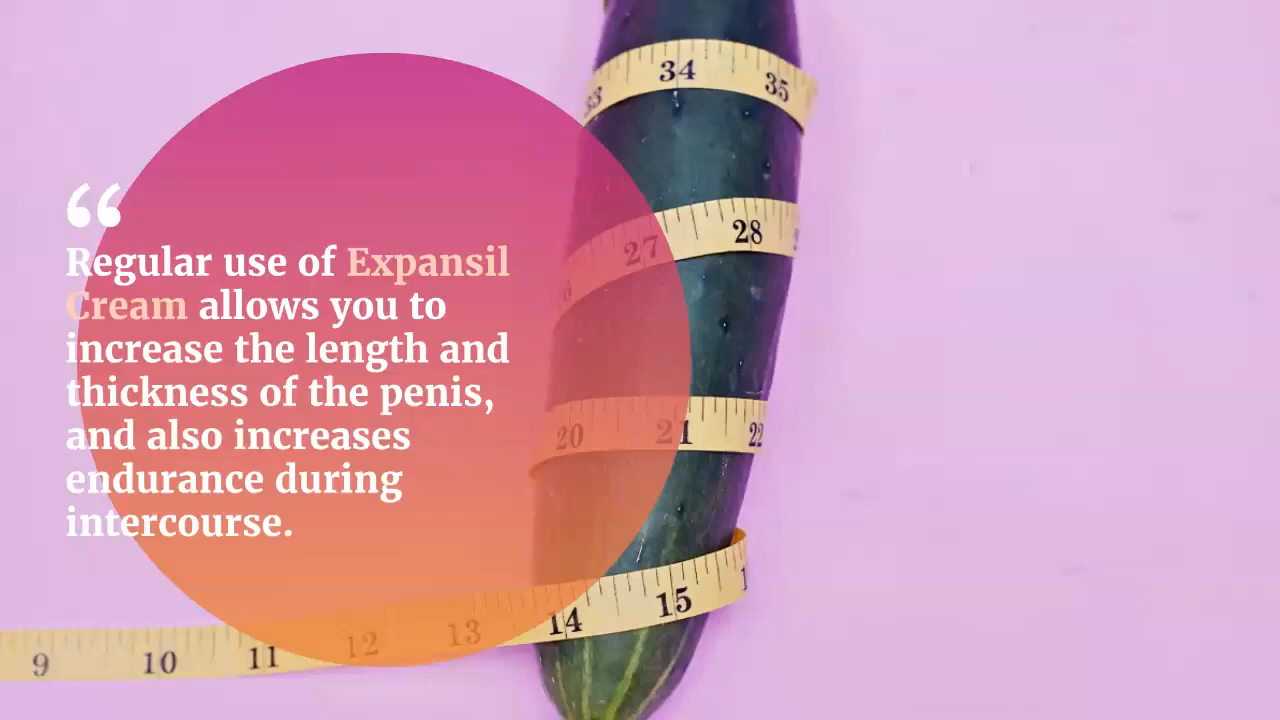 “
Regular use of Expansil
Cream allows you to
increase the length and
thickness of the penis,
and also increases
endurance during
intercourse.
34
35
27
28
20
21
22
14
15
9
10
11
12
13